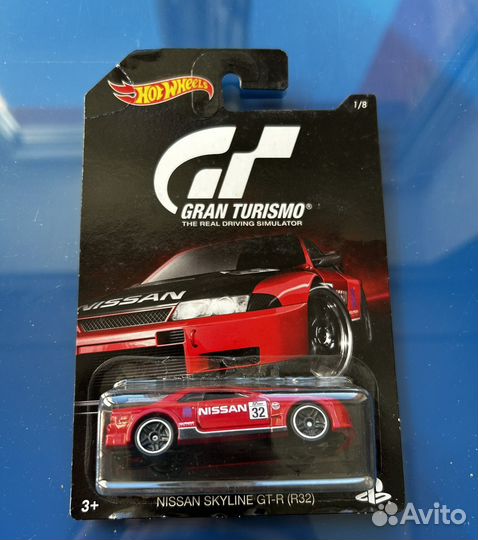 HOT WHEELS
1/8
GT
GRAN TURISMO®
THE REAL DRIVING SIMULATOR
NISSAN
NISSAN
32
3+
NISSAN SKYLINE GT-R (R32)
Avito